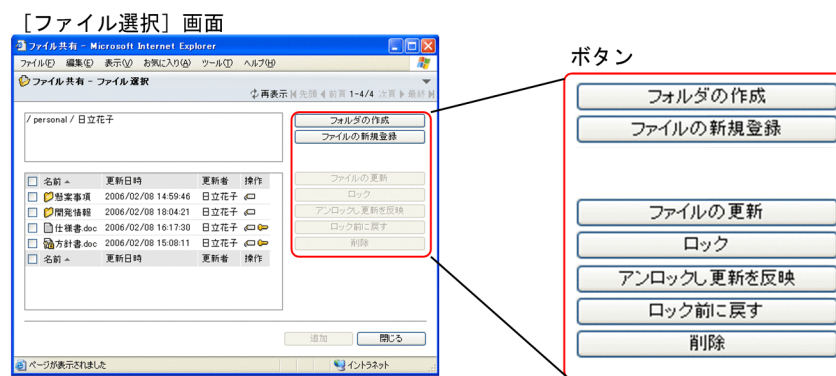 ［ファイル選択］画面
ファイル共有 - Microsoft Internet Explorer
ファイル(F) 編集(E) 表示(V) お気に入り(A) ツール(T) ヘルプ(H)
ファイル共有 - ファイル選択
再表示 先頭 前頁 1-4/4 次頁 最終
/ personal / 日立花子
フォルダの作成
ファイルの新規登録
名前 更新日時 更新者 操作
懸案事項 2006/02/08 14:59:46 日立花子
開発情報 2006/02/08 18:04:21 日立花子
仕様書.doc 2006/02/08 16:17:30 日立花子
方針書.doc 2006/02/08 15:08:11 日立花子
名前 更新日時 更新者 操作
ファイルの更新
ロック
アンロックし更新を反映
ロック前に戻す
削除
追加 閉じる
ページが表示されました イントラネット
ボタン
フォルダの作成
ファイルの新規登録
ファイルの更新
ロック
アンロックし更新を反映
ロック前に戻す
削除